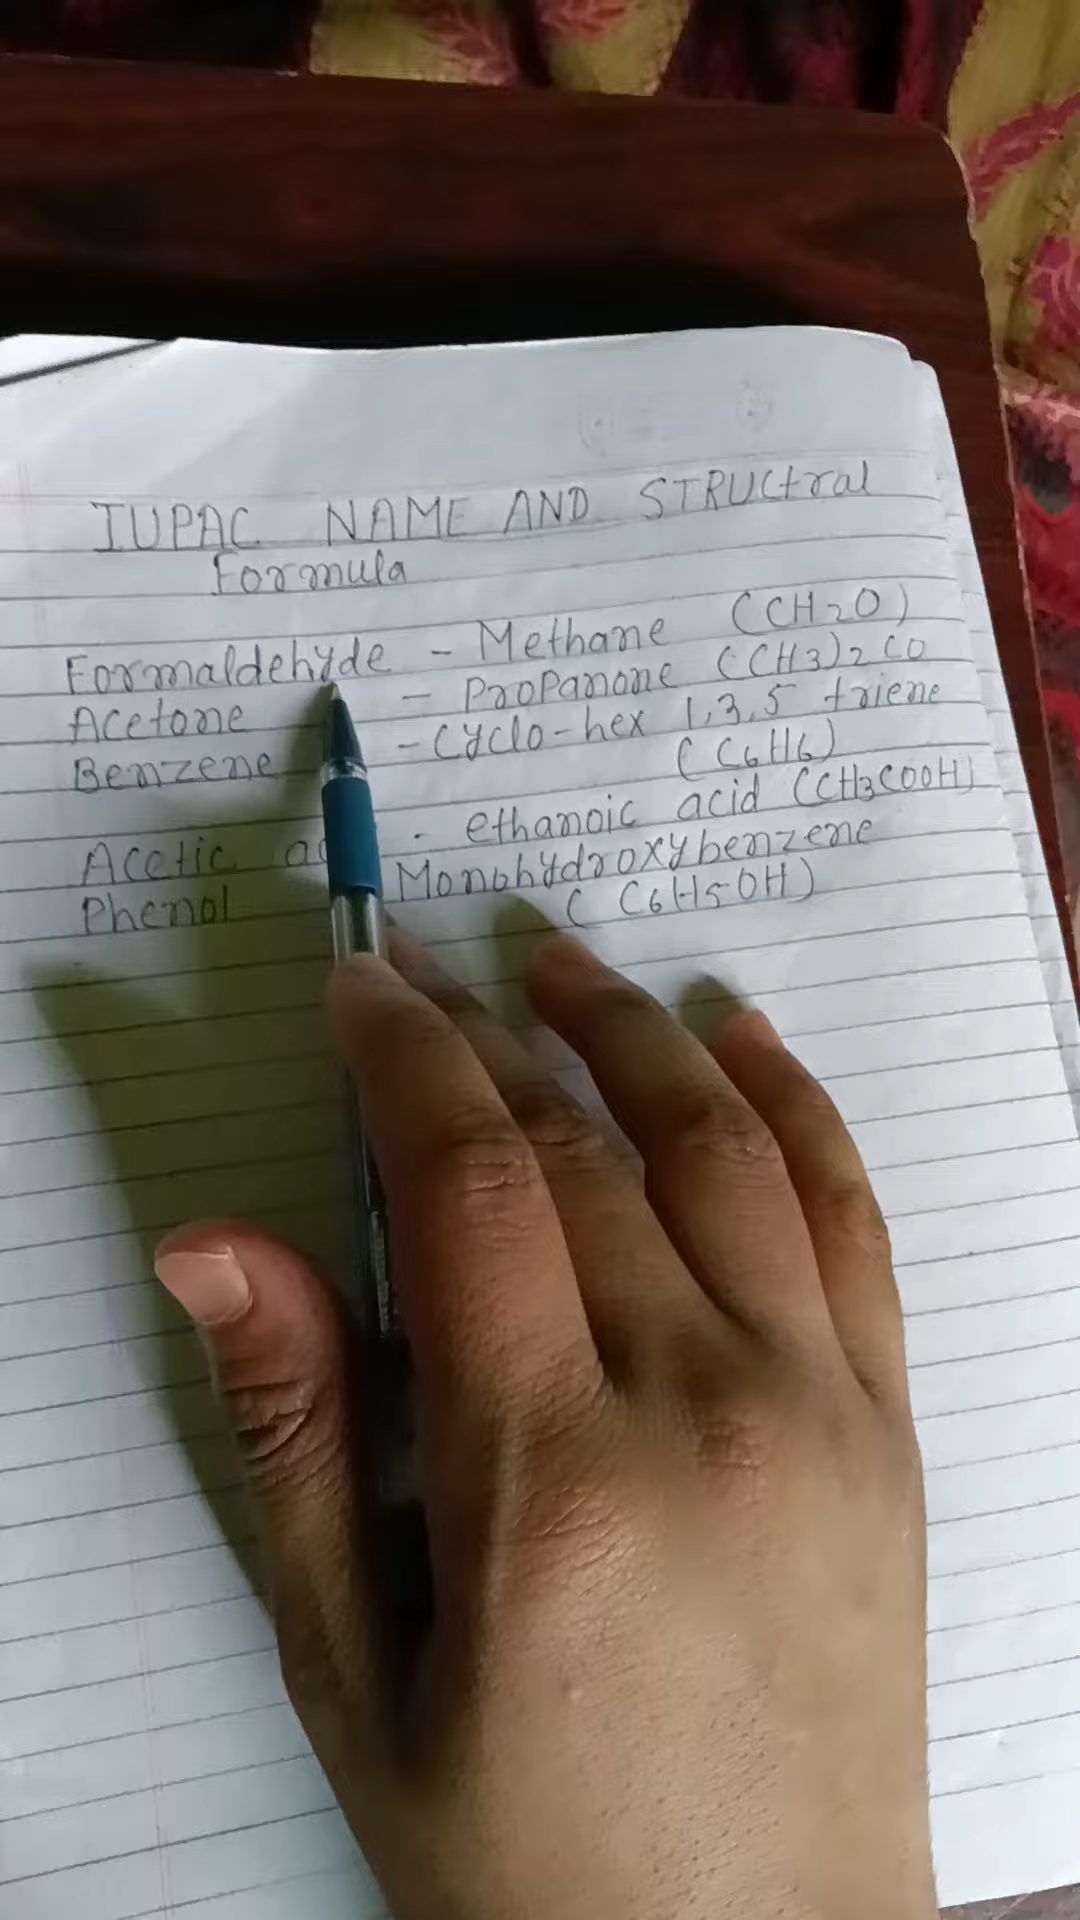 IUPAC NAME AND STRUCtral
Formula
Formaldehyde - Methane (CH2O)
Acetone - Propanone (CH3)2 CO
Benzene - Cyclo-hex 1,3,5 triene
(C6H6)
Acetic - ethanoic acid (CH3COOH)
Phenol Monohydroxybenzene
(C6H5OH)